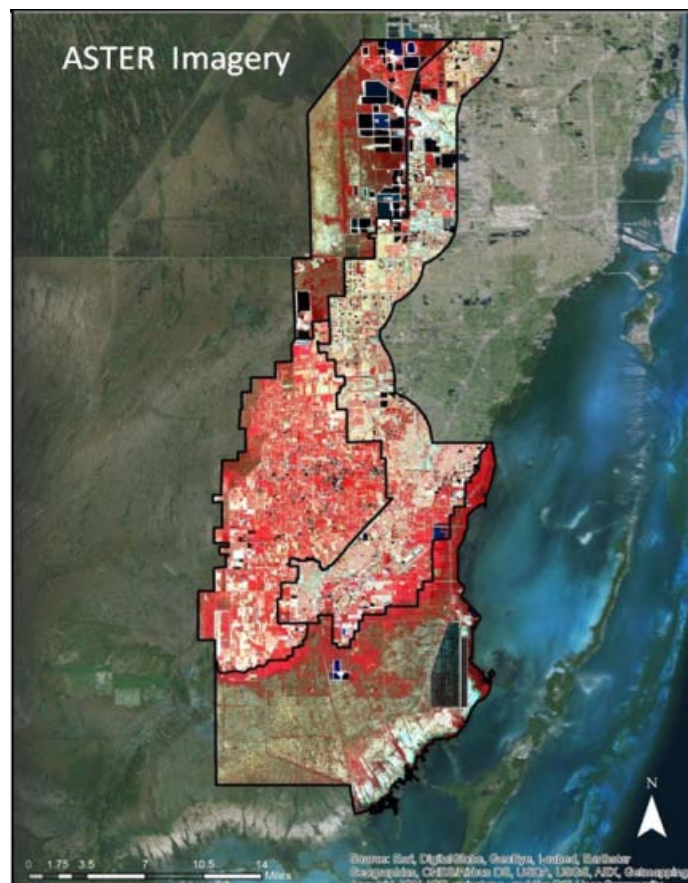 ASTER Imagery
N
0 1.75 3.5 7 10.5 14
Miles
Source: Esri, DigitalGlobe, GeoEye, i-cubed, Earthstar
Geographics, CNES/Airbus DS, USDA, USGS, AEX, Getmapping